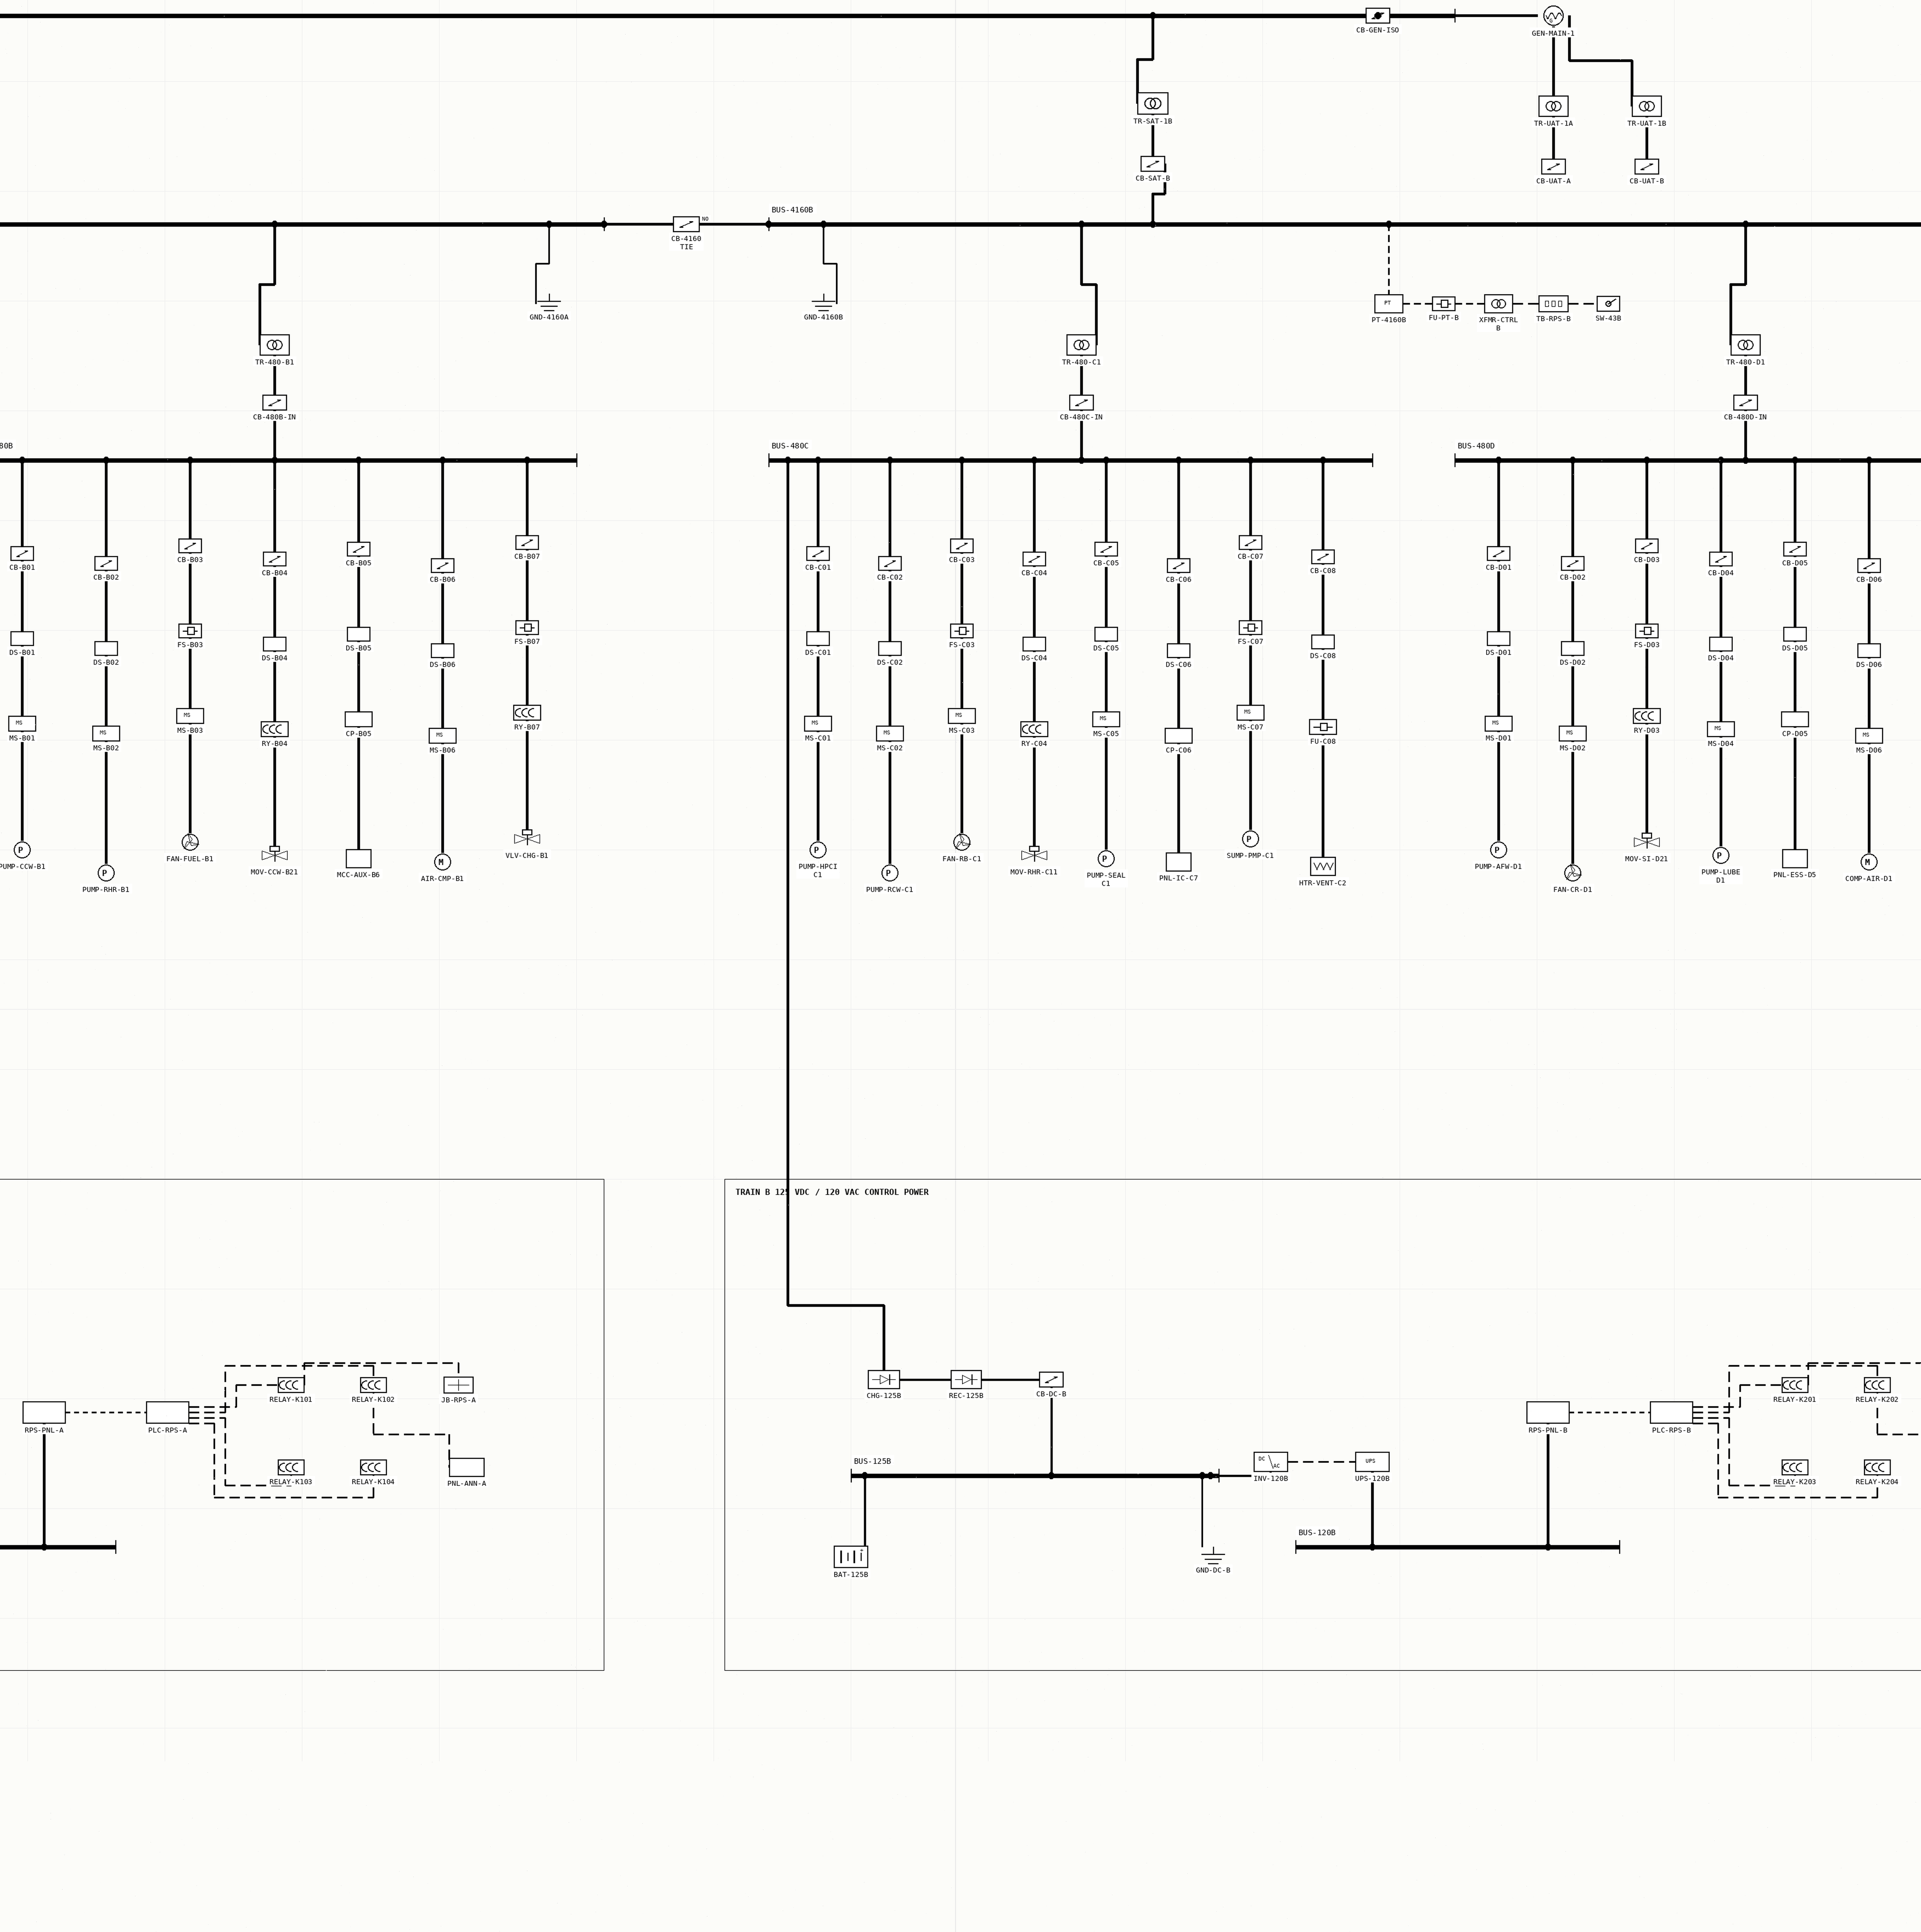 CB-GEN-ISO
GEN-MAIN-1
TR-SAT-1B
TR-UAT-1A
TR-UAT-1B
CB-SAT-B
CB-UAT-A
CB-UAT-B
BUS-4160B
NO
CB-4160
TIE
GND-4160A
GND-4160B
PT
PT-4160B
FU-PT-B
XFMR-CTRL
B
TB-RPS-B
SW-43B
TR-480-B1
TR-480-C1
TR-480-D1
CB-480B-IN
CB-480C-IN
CB-480D-IN
80B
BUS-480C
BUS-480D
CB-B01
CB-B02
CB-B03
CB-B04
CB-B05
CB-B06
CB-B07
CB-C01
CB-C02
CB-C03
CB-C04
CB-C05
CB-C06
CB-C07
CB-C08
CB-D01
CB-D02
CB-D03
CB-D04
CB-D05
CB-D06
DS-B01
DS-B02
FS-B03
DS-B04
DS-B05
DS-B06
FS-B07
DS-C01
DS-C02
FS-C03
DS-C04
DS-C05
DS-C06
FS-C07
DS-C08
DS-D01
DS-D02
FS-D03
DS-D04
DS-D05
DS-D06
MS
MS-B01
MS
MS-B02
MS
MS-B03
RY-B04
CP-B05
MS
MS-B06
RY-B07
MS
MS-C01
MS
MS-C02
MS
MS-C03
RY-C04
MS
MS-C05
CP-C06
MS
MS-C07
FU-C08
MS
MS-D01
MS
MS-D02
RY-D03
MS
MS-D04
CP-D05
MS
MS-D06
P
PUMP-CCW-B1
P
PUMP-RHR-B1
FAN-FUEL-B1
MOV-CCW-B21
MCC-AUX-B6
M
AIR-CMP-B1
VLV-CHG-B1
P
PUMP-HPCI
C1
P
PUMP-RCW-C1
FAN-RB-C1
MOV-RHR-C11
P
PUMP-SEAL
C1
PNL-IC-C7
P
SUMP-PMP-C1
HTR-VENT-C2
P
PUMP-AFW-D1
FAN-CR-D1
MOV-SI-D21
P
PUMP-LUBE
D1
PNL-ESS-D5
M
COMP-AIR-D1
TRAIN B 125 VDC / 120 VAC CONTROL POWER
RELAY-K101
RELAY-K102
JB-RPS-A
RPS-PNL-A
PLC-RPS-A
RELAY-K103
RELAY-K104
PNL-ANN-A
CHG-125B
REC-125B
CB-DC-B
BUS-125B
DC
AC
INV-120B
UPS
UPS-120B
BAT-125B
GND-DC-B
BUS-120B
RPS-PNL-B
PLC-RPS-B
RELAY-K201
RELAY-K202
RELAY-K203
RELAY-K204